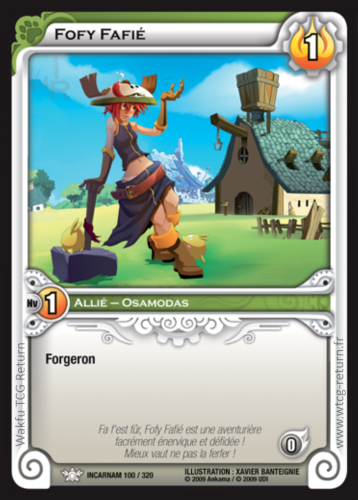 Fofy Fafié
1
Nv 1
Allié – Osamodas
Forgeron
Fa f'est fûr, Fofy Fafié est une aventurière
facrément énervique et défidée !
Mieux vaut ne pas la ferfer !
0
INCARNAM 100 / 320
ILLUSTRATION : XAVIER BANTEIGNIE
© 2009 Ankama / © 2009 UDI
Wakfu TCG Return
www.wtcg-return.fr